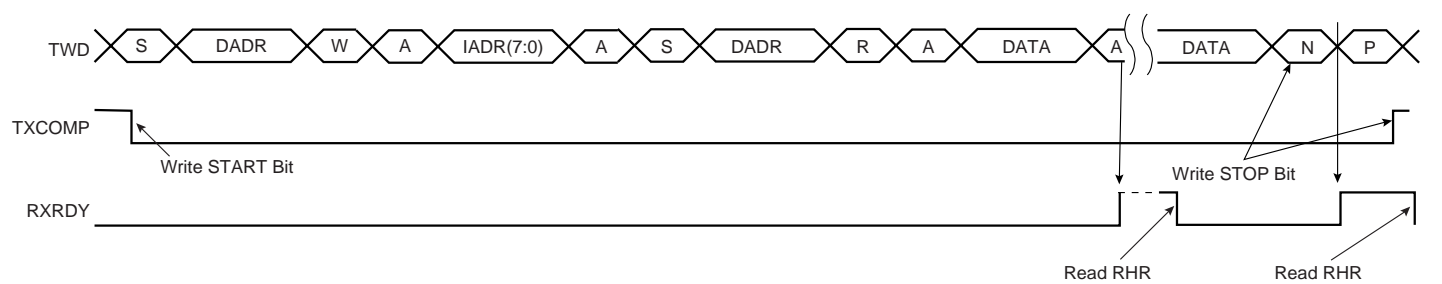 TWD S DADR W A IADR(7:0) A S DADR R A DATA A DATA N P
TXCOMP
Write START Bit
Write STOP Bit
RXRDY
Read RHR Read RHR